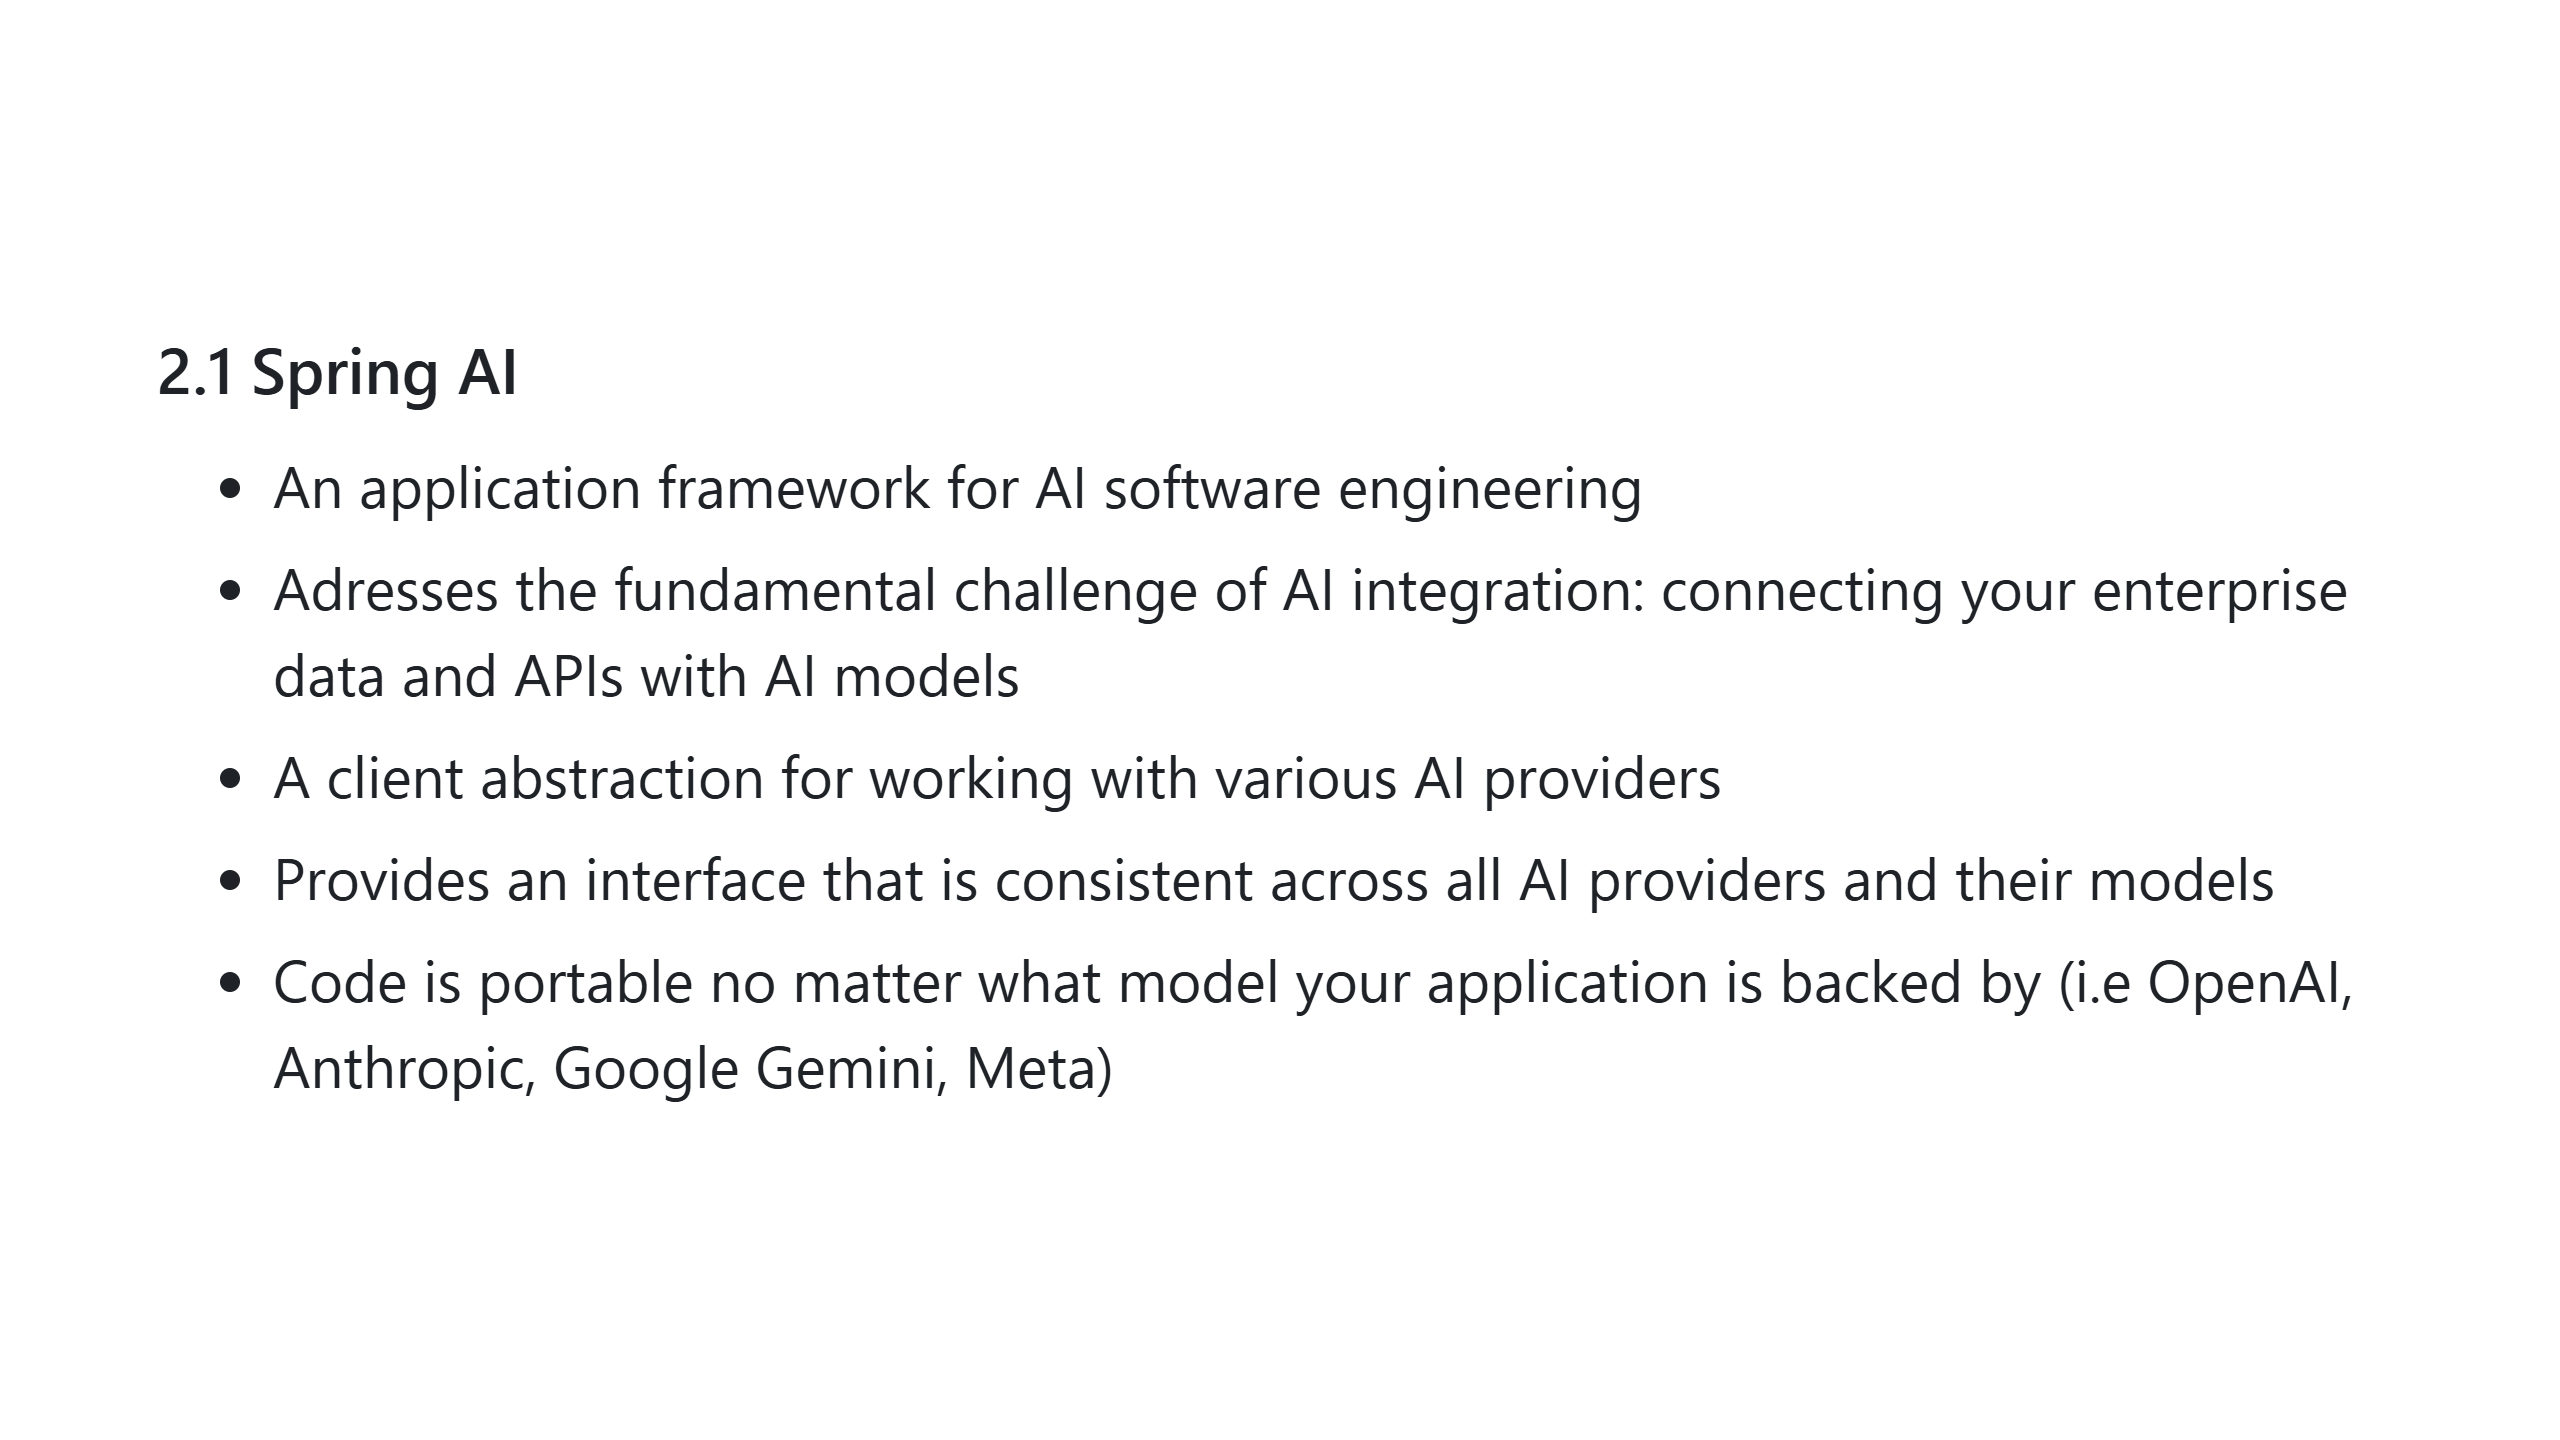 2.1 Spring AI
• An application framework for AI software engineering
• Adresses the fundamental challenge of AI integration: connecting your enterprise
data and APIs with AI models
• A client abstraction for working with various AI providers
• Provides an interface that is consistent across all AI providers and their models
• Code is portable no matter what model your application is backed by (i.e OpenAI,
Anthropic, Google Gemini, Meta)